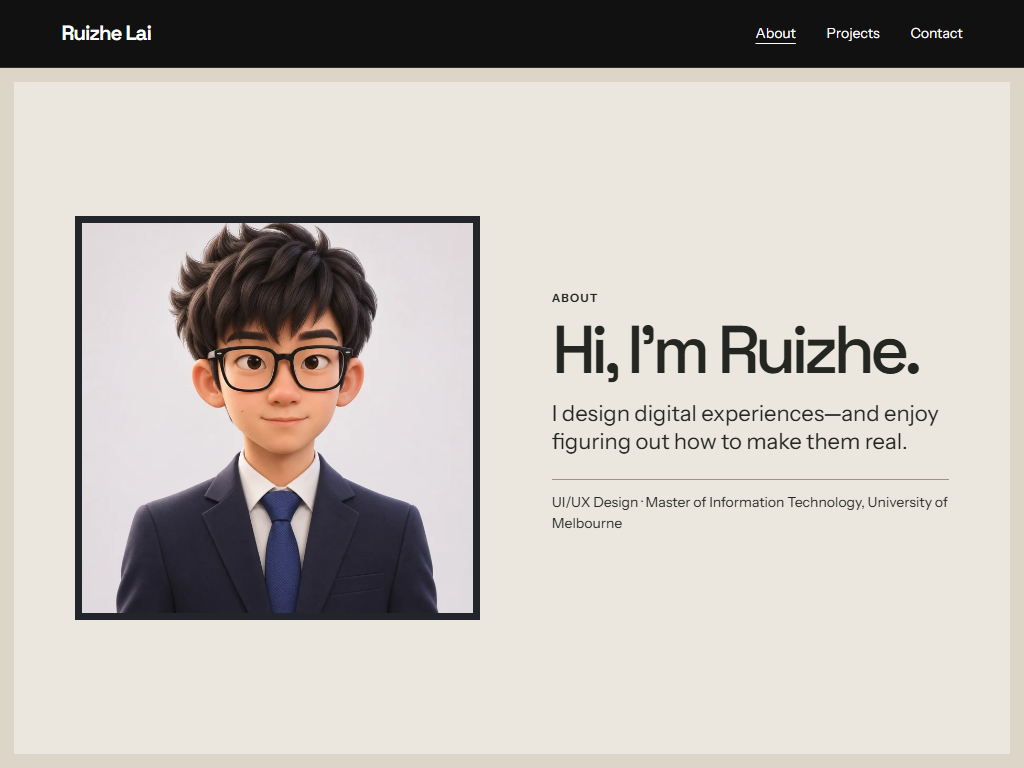 Ruizhe Lai
About Projects Contact
ABOUT
Hi, I’m Ruizhe.
I design digital experiences—and enjoy
figuring out how to make them real.
UI/UX Design · Master of Information Technology, University of
Melbourne